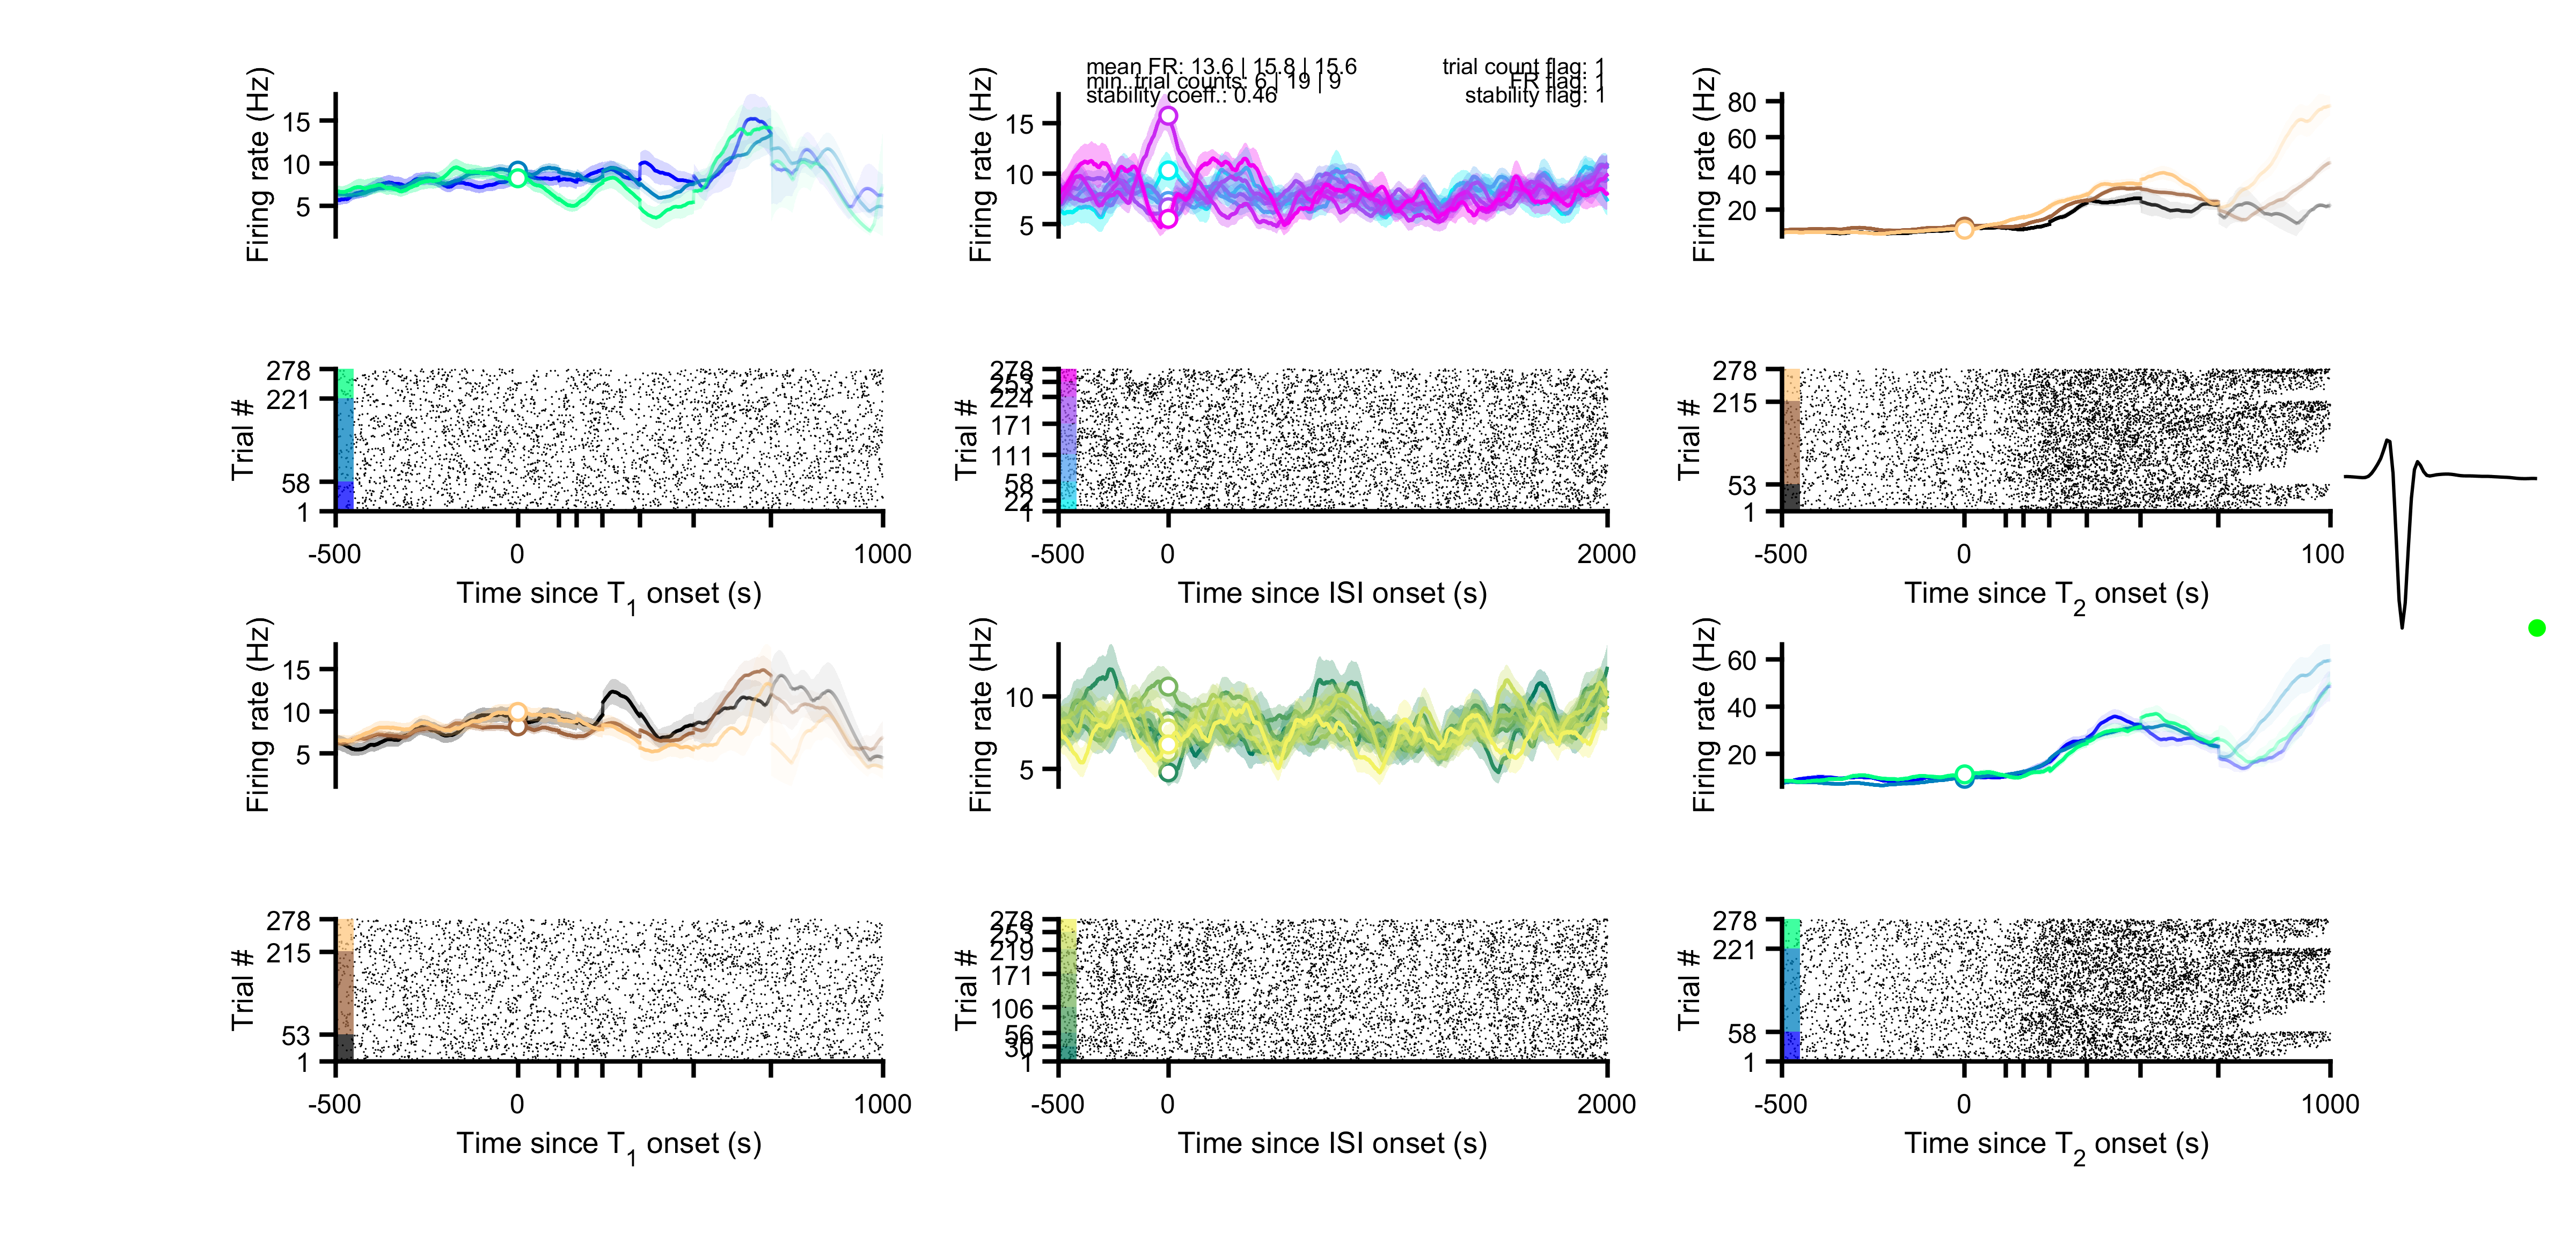 mean FR: 13.6 | 15.8 | 15.6
trial count flag: 1
min. trial counts: 6 | 19 | 9
FR flag: 1
stability coeff.: 0.46
stability flag: 1
Firing rate (Hz)
15
10
5
Firing rate (Hz)
15
10
5
Firing rate (Hz)
80
60
40
20
Trial #
278
221
58
1
-500
0
1000
Time since T1 onset (s)
Trial #
278
253
224
171
111
58
22
1
-500
0
2000
Time since ISI onset (s)
Trial #
278
215
53
1
-500
0
100
Time since T2 onset (s)
Firing rate (Hz)
15
10
5
Firing rate (Hz)
10
5
Firing rate (Hz)
60
40
20
Trial #
278
215
53
1
-500
0
1000
Time since T1 onset (s)
Trial #
278
253
219
171
106
56
30
1
-500
0
2000
Time since ISI onset (s)
Trial #
278
221
58
1
-500
0
1000
Time since T2 onset (s)